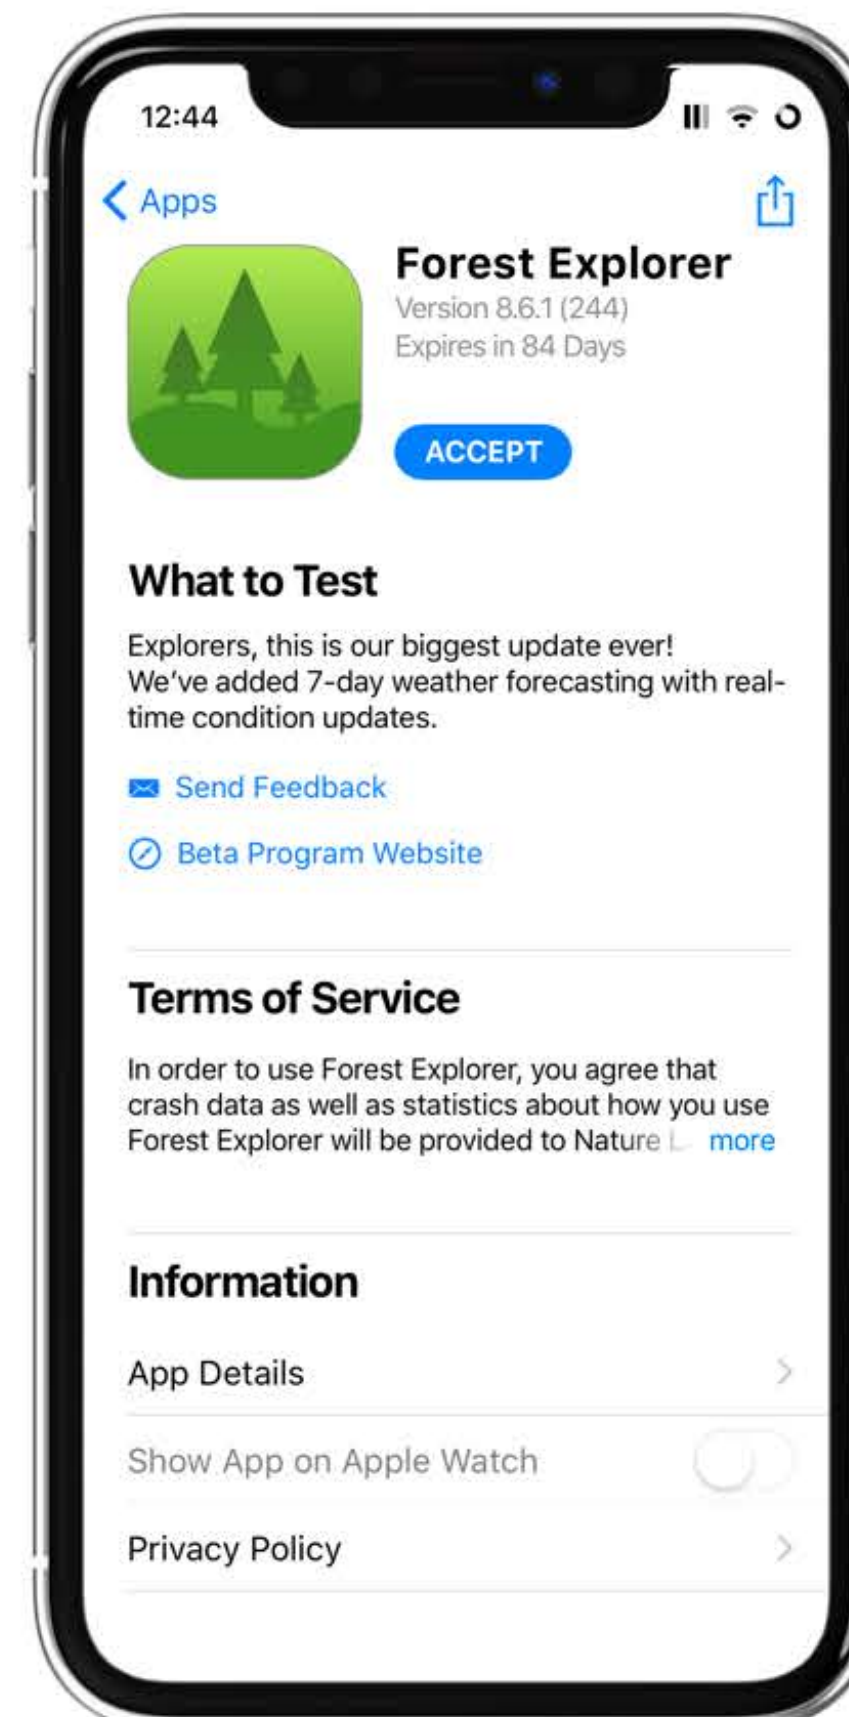 12:44
Apps
Forest Explorer
Version 8.6.1 (244)
Expires in 84 Days
ACCEPT
What to Test
Explorers, this is our biggest update ever!
We’ve added 7-day weather forecasting with real-
time condition updates.
Send Feedback
Beta Program Website
Terms of Service
In order to use Forest Explorer, you agree that
crash data as well as statistics about how you use
Forest Explorer will be provided to Nature L more
Information
App Details
Show App on Apple Watch
Privacy Policy